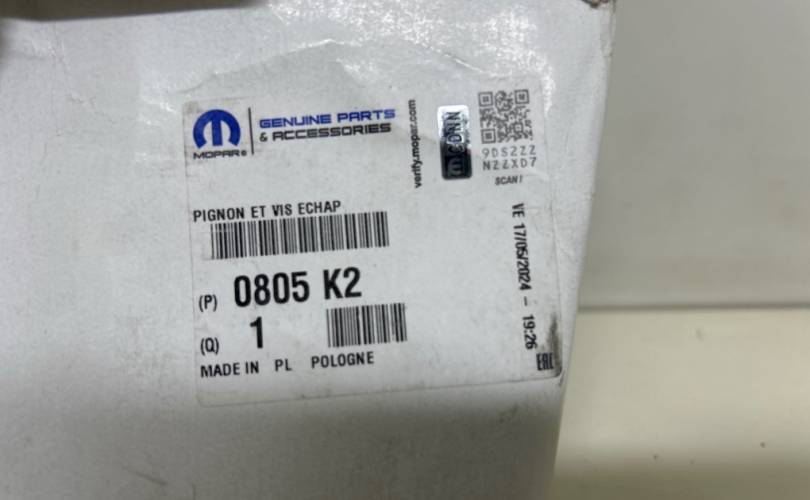 MOPAR®
GENUINE PARTS
& ACCESSORIES
verify.mopar.com
9DS2ZZ
NZZXD7
SCAN!
PIGNON ET VIS ECHAP
(P) 0805 K2
(Q) 1
MADE IN PL POLOGNE
VE 17/05/2024 - 19:26
EAC